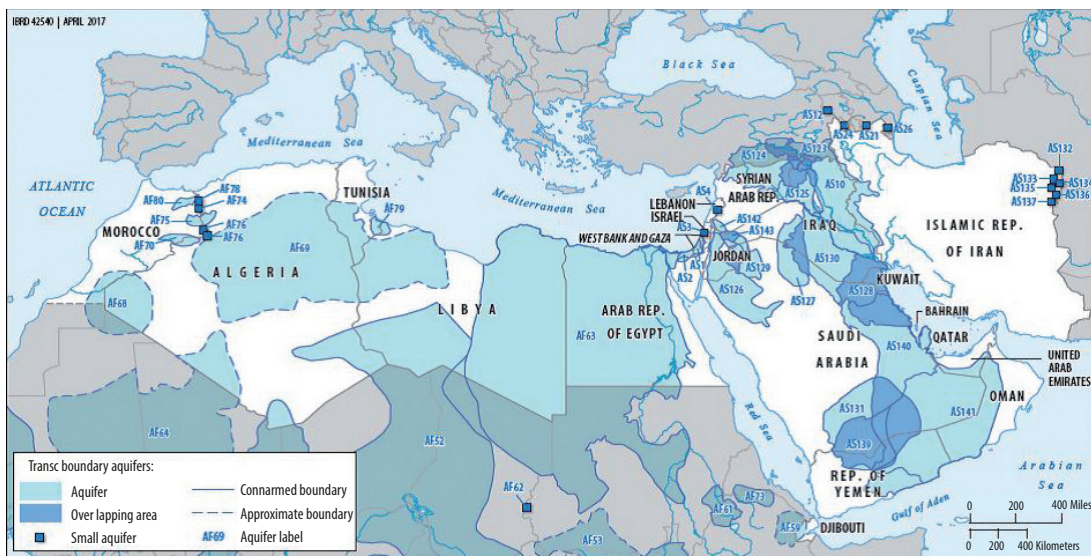 IBRD 42540 | APRIL 2017
Black Sea
Caspian Sea
Mediterranean Sea
Mediterranean Sea
ATLANTIC
OCEAN
AS12
AS24
AS21
AS26
AS132
AS133
AS134
AS135
AS136
AS137
AS123
AS124
AS125
AS10
SYRIAN
ARAB REP.
AS4
LEBANON
ISRAEL
AS3
WEST BANK AND GAZA
AS142
AS143
AS1
AS2
JORDAN
AS129
AS126
IRAQ
AS130
AS127
ISLAMIC REP.
OF IRAN
KUWAIT
AS128
BAHRAIN
QATAR
AS140
SAUDI
ARABIA
UNITED
ARAB
EMIRATES
OMAN
AS131
AS141
AS139
REP. OF
YEMEN
Red Sea
Gulf of Aden
Arabian
Sea
DJIBOUTI
AF78
AF80
AF74
AF75
AF76
AF76
MOROCCO
AF70
TUNISIA
AF79
AF69
ALGERIA
AF68
LIBYA
ARAB REP.
OF EGYPT
AF63
AF64
AF52
AF62
AF53
AF61
AF73
AF59
Transc boundary aquifers:
Aquifer
Over lapping area
Small aquifer
Connarmed boundary
Approximate boundary
AF69 Aquifer label
0 200 400 Miles
0 200 400 Kilometers